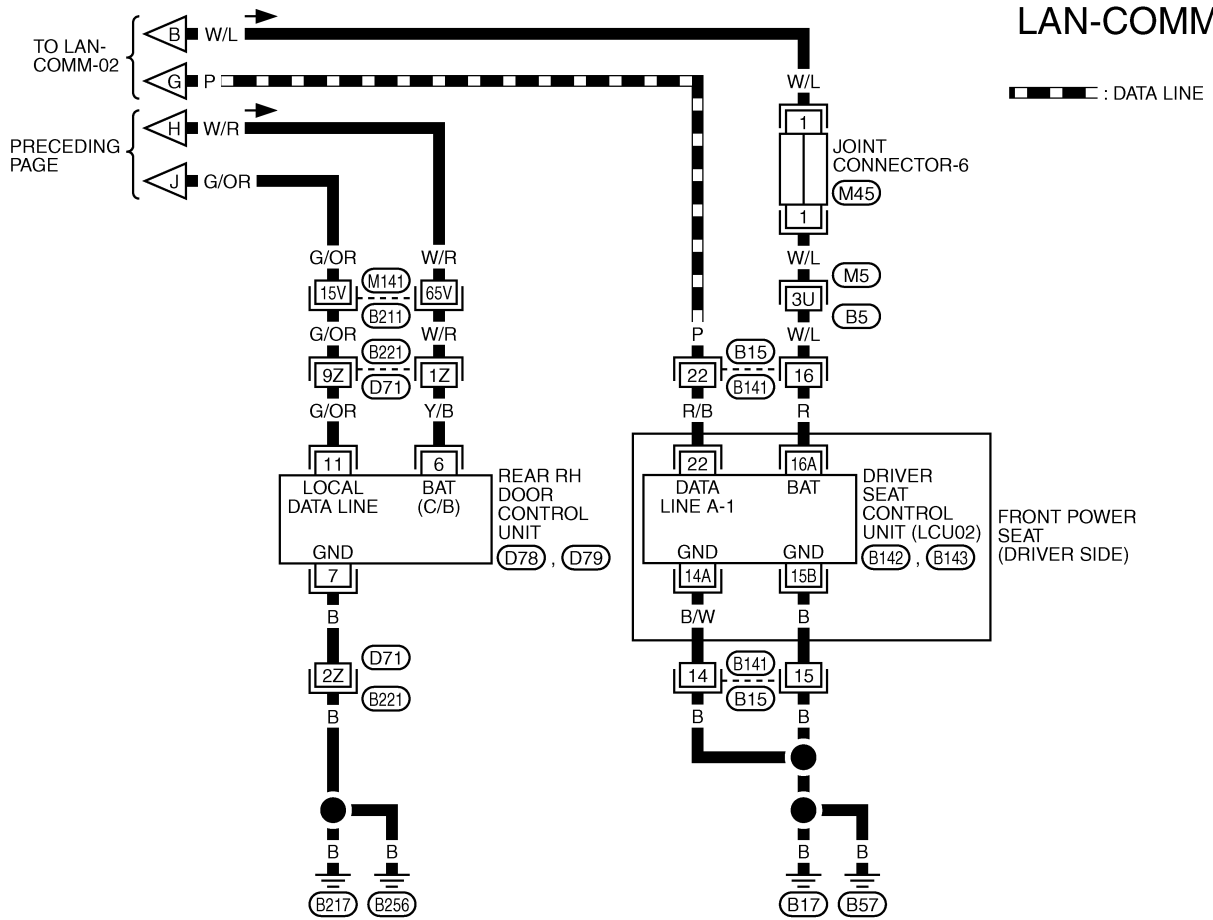 LAN-COMM
TO LAN-
COMM-02
B W/L
G P
W/L
: DATA LINE
PRECEDING
PAGE
H W/R
J G/OR
1
JOINT
CONNECTOR-6
M45
1
G/OR W/R W/L
M141 M5
15V 65V 3U
B211 B5
G/OR W/R P W/L
B221 B15
9Z 1Z 22 16
D71 B141
G/OR Y/B R/B R
11 6 22 16A
LOCAL
DATA LINE
BAT
(C/B)
GND
7
REAR RH
DOOR
CONTROL
UNIT
D78 , D79
DATA
LINE A-1
BAT
GND GND
14A 15B
DRIVER
SEAT
CONTROL
UNIT (LCU02)
B142 , B143
FRONT POWER
SEAT
(DRIVER SIDE)
B B/W B
D71 B141
2Z 14 15
B221 B15
B B B
B B B B
B217 B256 B17 B57